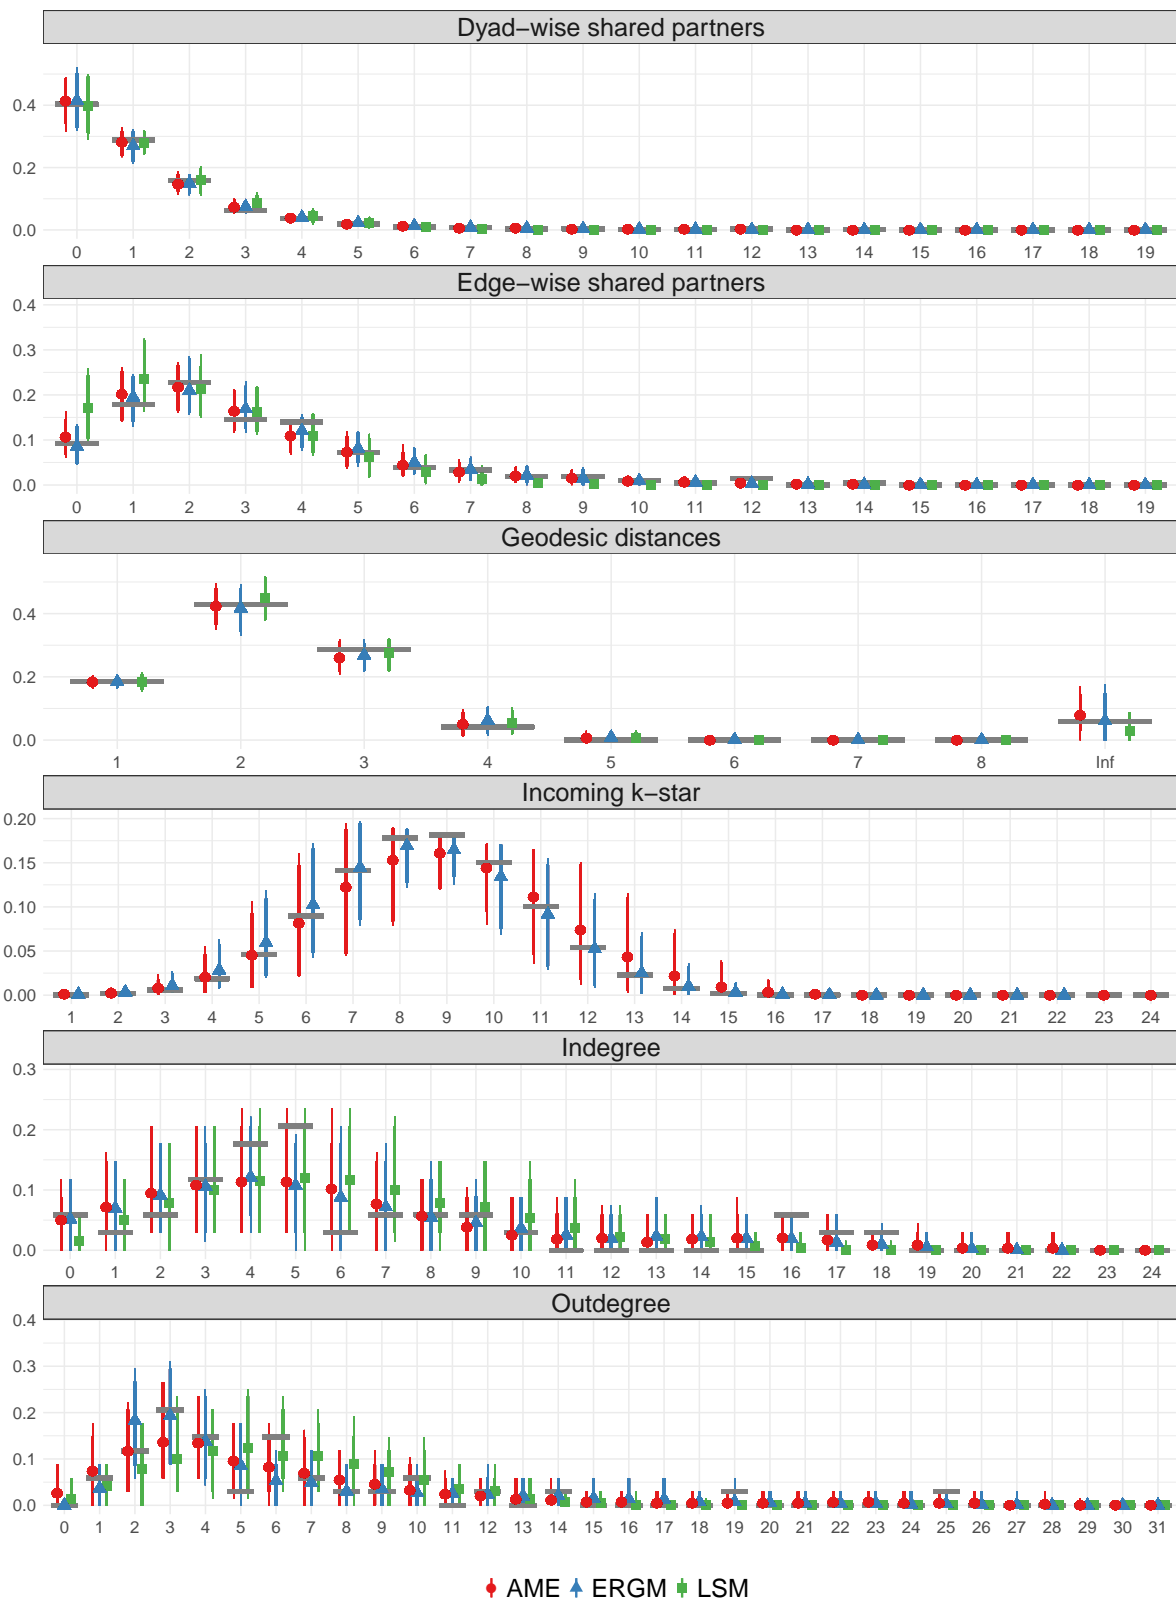 Dyad−wise shared partners
0.4
0.2
0.0
0 1 2 3 4 5 6 7 8 9 10 11 12 13 14 15 16 17 18 19
Edge−wise shared partners
0.4
0.3
0.2
0.1
0.0
0 1 2 3 4 5 6 7 8 9 10 11 12 13 14 15 16 17 18 19
Geodesic distances
0.4
0.2
0.0
1 2 3 4 5 6 7 8 Inf
Incoming k−star
0.20
0.15
0.10
0.05
0.00
1 2 3 4 5 6 7 8 9 10 11 12 13 14 15 16 17 18 19 20 21 22 23 24
Indegree
0.3
0.2
0.1
0.0
0 1 2 3 4 5 6 7 8 9 10 11 12 13 14 15 16 17 18 19 20 21 22 23 24
Outdegree
0.4
0.3
0.2
0.1
0.0
0 1 2 3 4 5 6 7 8 9 10 11 12 13 14 15 16 17 18 19 20 21 22 23 24 25 26 27 28 29 30 31
AME ERGM LSM